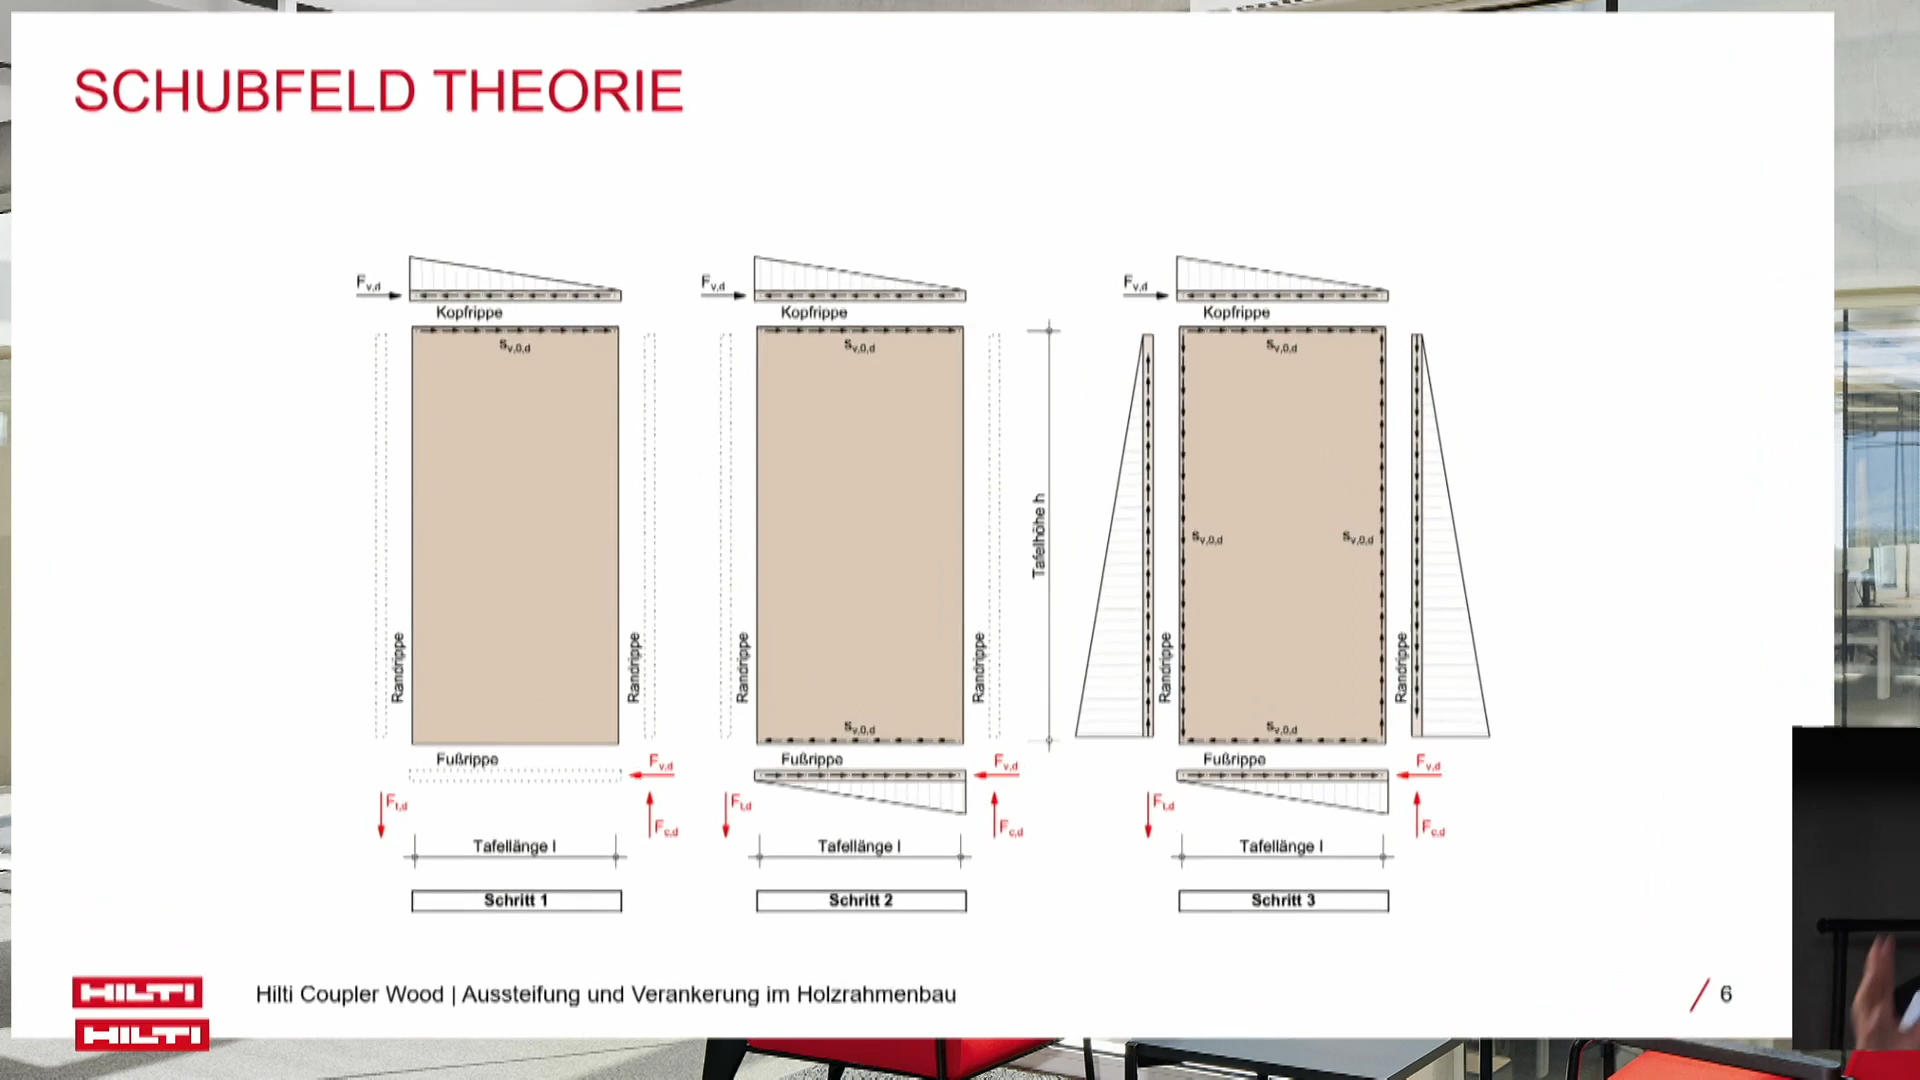 SCHUBFELD THEORIE
Fv,d
Kopfrippe
sv,0,d
Randrippe
Randrippe
Fußrippe
Fv,d
Ft,d
Fc,d
Tafellänge l
Schritt 1
Fv,d
Kopfrippe
sv,0,d
Randrippe
Randrippe
sv,0,d
Fußrippe
Fv,d
Ft,d
Fc,d
Tafellänge l
Schritt 2
Tafelhöhe h
Fv,d
Kopfrippe
sv,0,d
sv,0,d
sv,0,d
Randrippe
Randrippe
sv,0,d
Fußrippe
Fv,d
Ft,d
Fc,d
Tafellänge l
Schritt 3
HILTI
HILTI
Hilti Coupler Wood | Aussteifung und Verankerung im Holzrahmenbau
/ 6